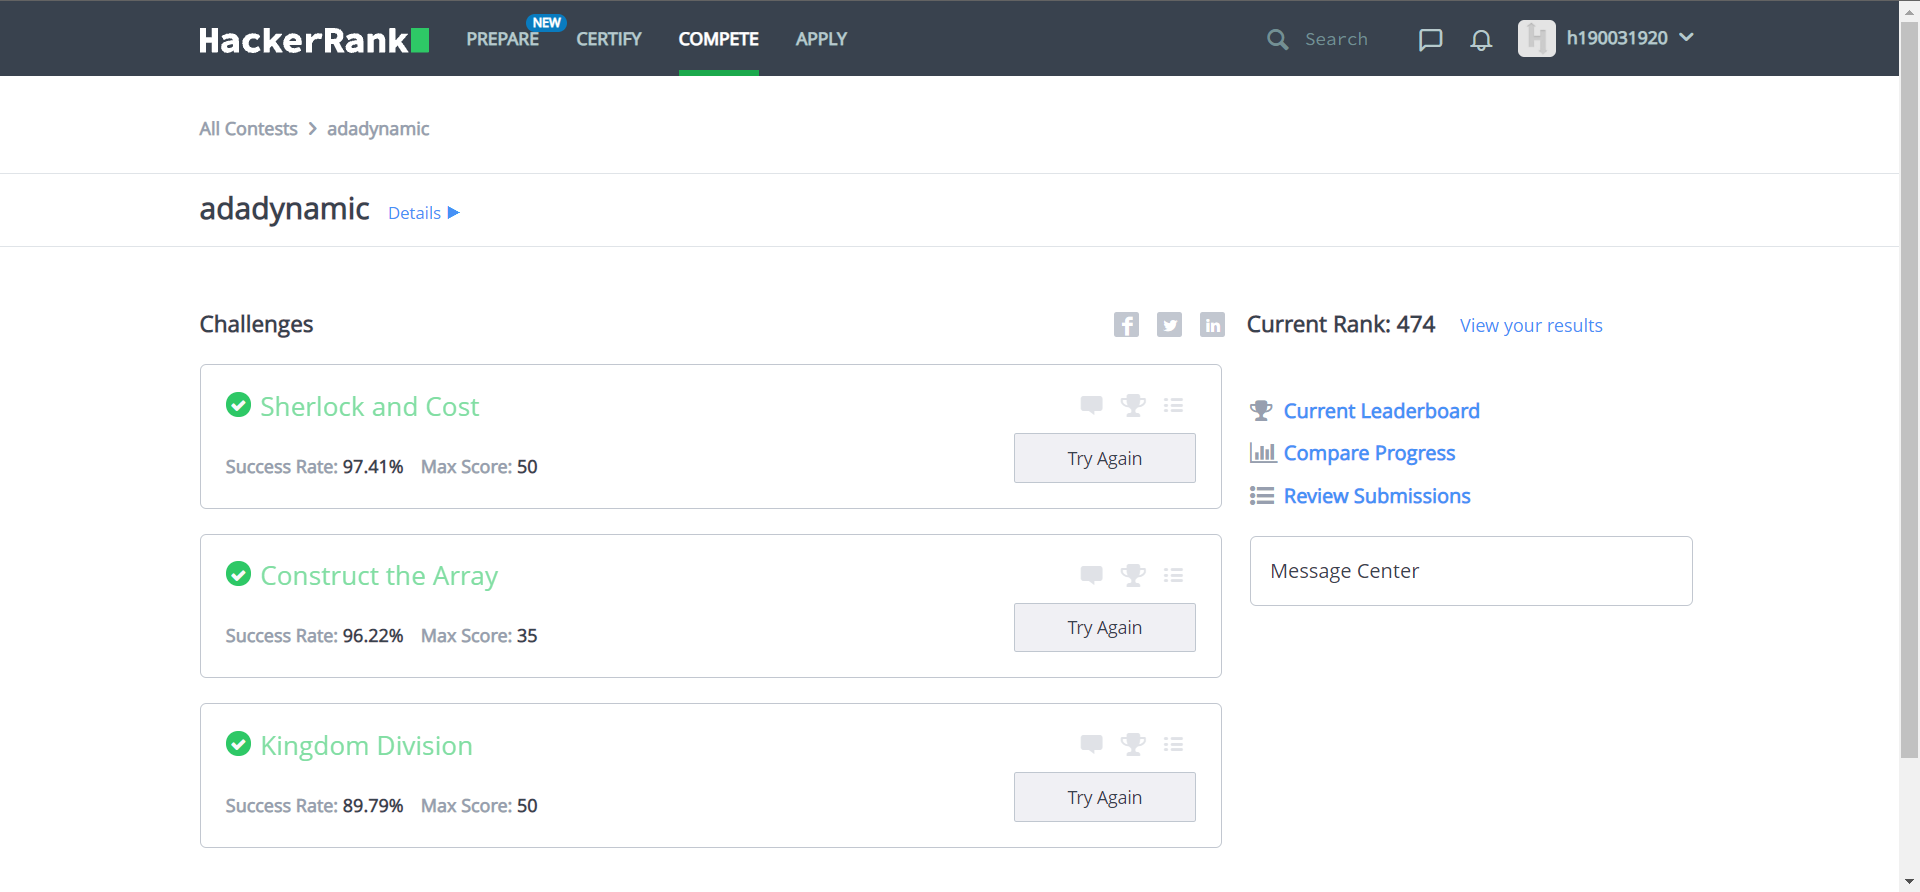 HackerRank PREPARE NEW CERTIFY COMPETE APPLY Search h190031920
All Contests > adadynamic
adadynamic Details ▶
Challenges
Current Rank: 474 View your results
Sherlock and Cost
Success Rate: 97.41% Max Score: 50
Try Again
Construct the Array
Success Rate: 96.22% Max Score: 35
Try Again
Kingdom Division
Success Rate: 89.79% Max Score: 50
Try Again
Current Leaderboard
Compare Progress
Review Submissions
Message Center